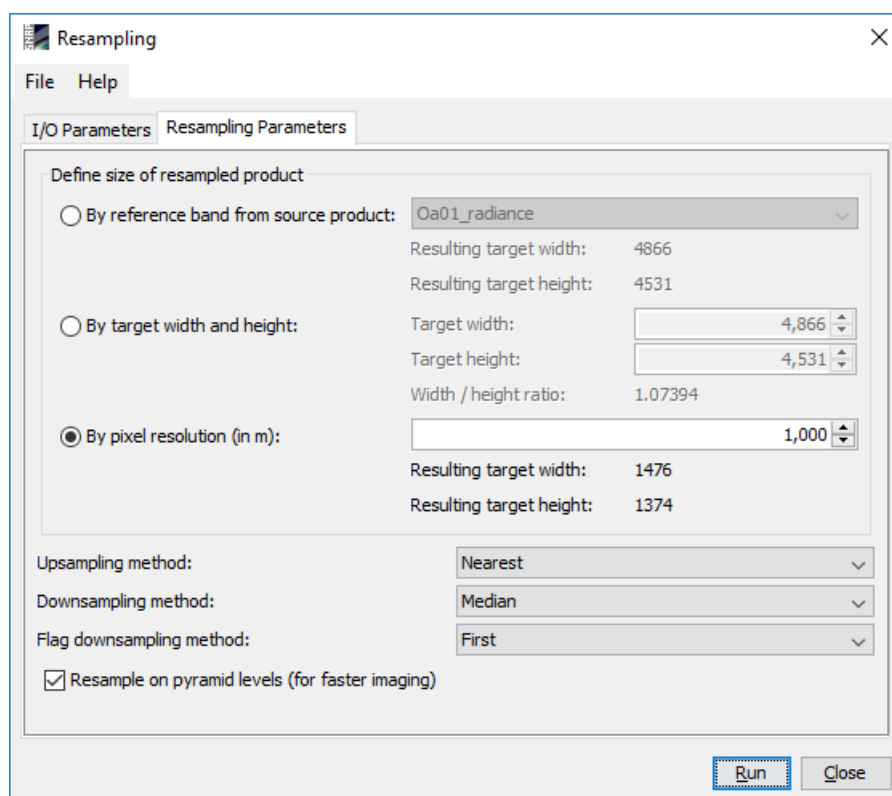 SNAP
Resampling
File Help
I/O Parameters Resampling Parameters
Define size of resampled product
By reference band from source product: Oa01_radiance
Resulting target width: 4866
Resulting target height: 4531
By target width and height: Target width: 4,866
Target height: 4,531
Width / height ratio: 1.07394
By pixel resolution (in m): 1,000
Resulting target width: 1476
Resulting target height: 1374
Upsampling method: Nearest
Downsampling method: Median
Flag downsampling method: First
Resample on pyramid levels (for faster imaging)
Run Close